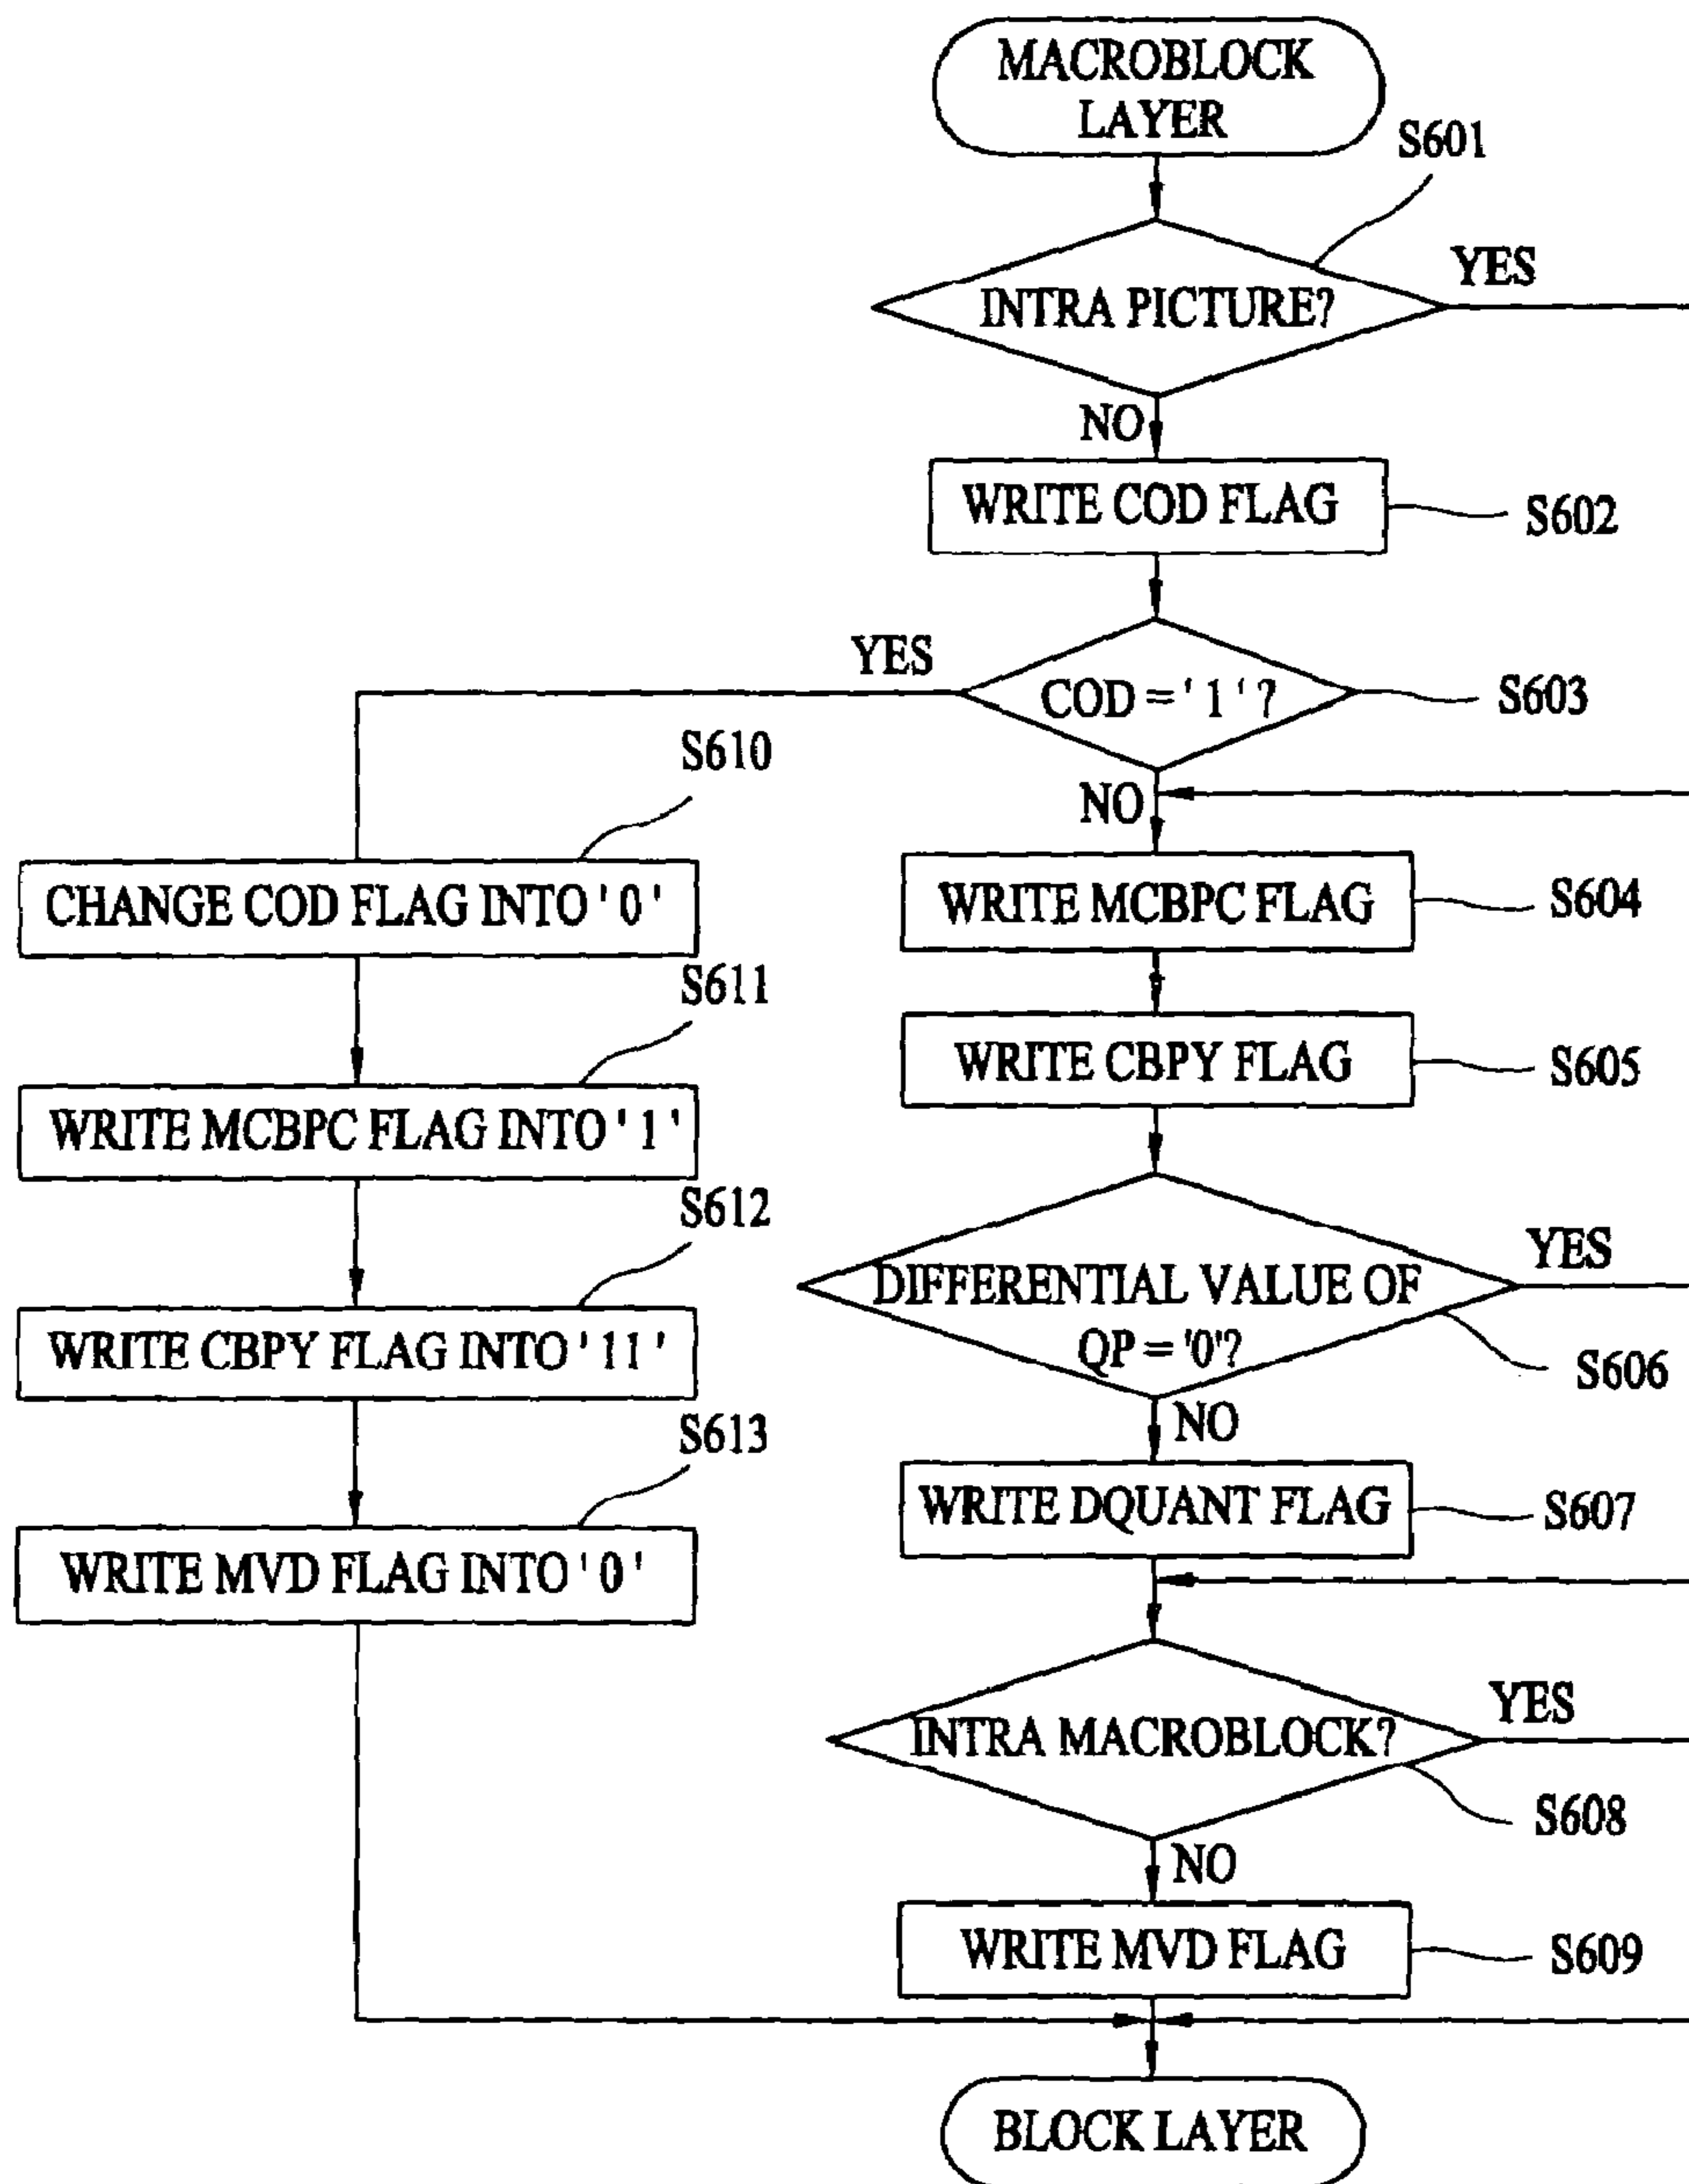 MACROBLOCK
LAYER
S601
INTRA PICTURE?
YES
NO
WRITE COD FLAG
S602
YES
COD = ' 1 ' ?
S603
NO
S610
CHANGE COD FLAG INTO ' 0 '
WRITE MCBPC FLAG
S604
S611
WRITE MCBPC FLAG INTO ' 1 '
WRITE CBPY FLAG
S605
S612
WRITE CBPY FLAG INTO ' 11 '
DIFFERENTIAL VALUE OF
QP = '0'?
YES
S606
NO
S613
WRITE MVD FLAG INTO ' 0 '
WRITE DQUANT FLAG
S607
INTRA MACROBLOCK?
YES
S608
NO
WRITE MVD FLAG
S609
BLOCK LAYER